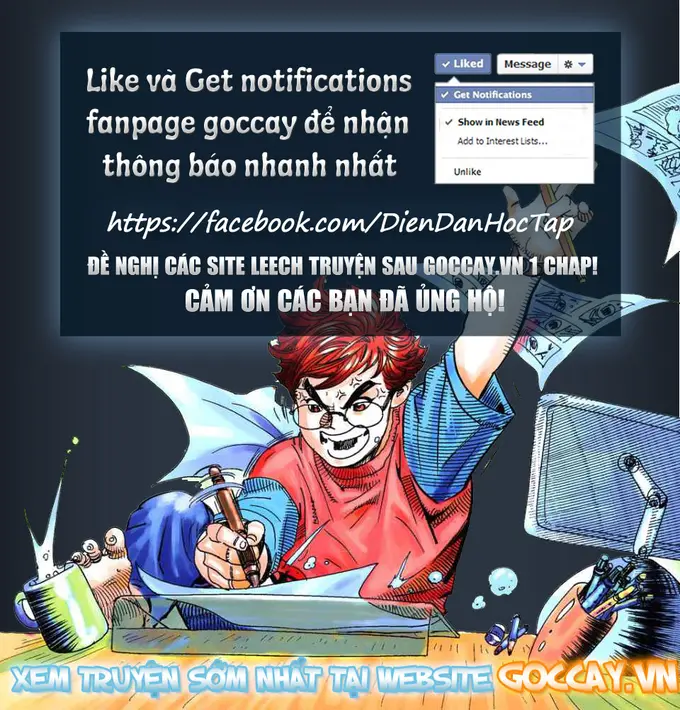 Like và Get notifications
fanpage goccay để nhận
thông báo nhanh nhất
✓ Liked
Message
✓ Get Notifications
✓ Show in News Feed
Add to Interest Lists...
Unlike
https://facebook.com/DienDanHocTap
ĐỀ NGHỊ CÁC SITE LEECH TRUYỆN SAU GOCCAY.VN 1 CHAP!
CẢM ƠN CÁC BẠN ĐÃ ỦNG HỘ!
XEM TRUYỆN SỚM NHẤT TẠI WEBSITE GOCCAY.VN